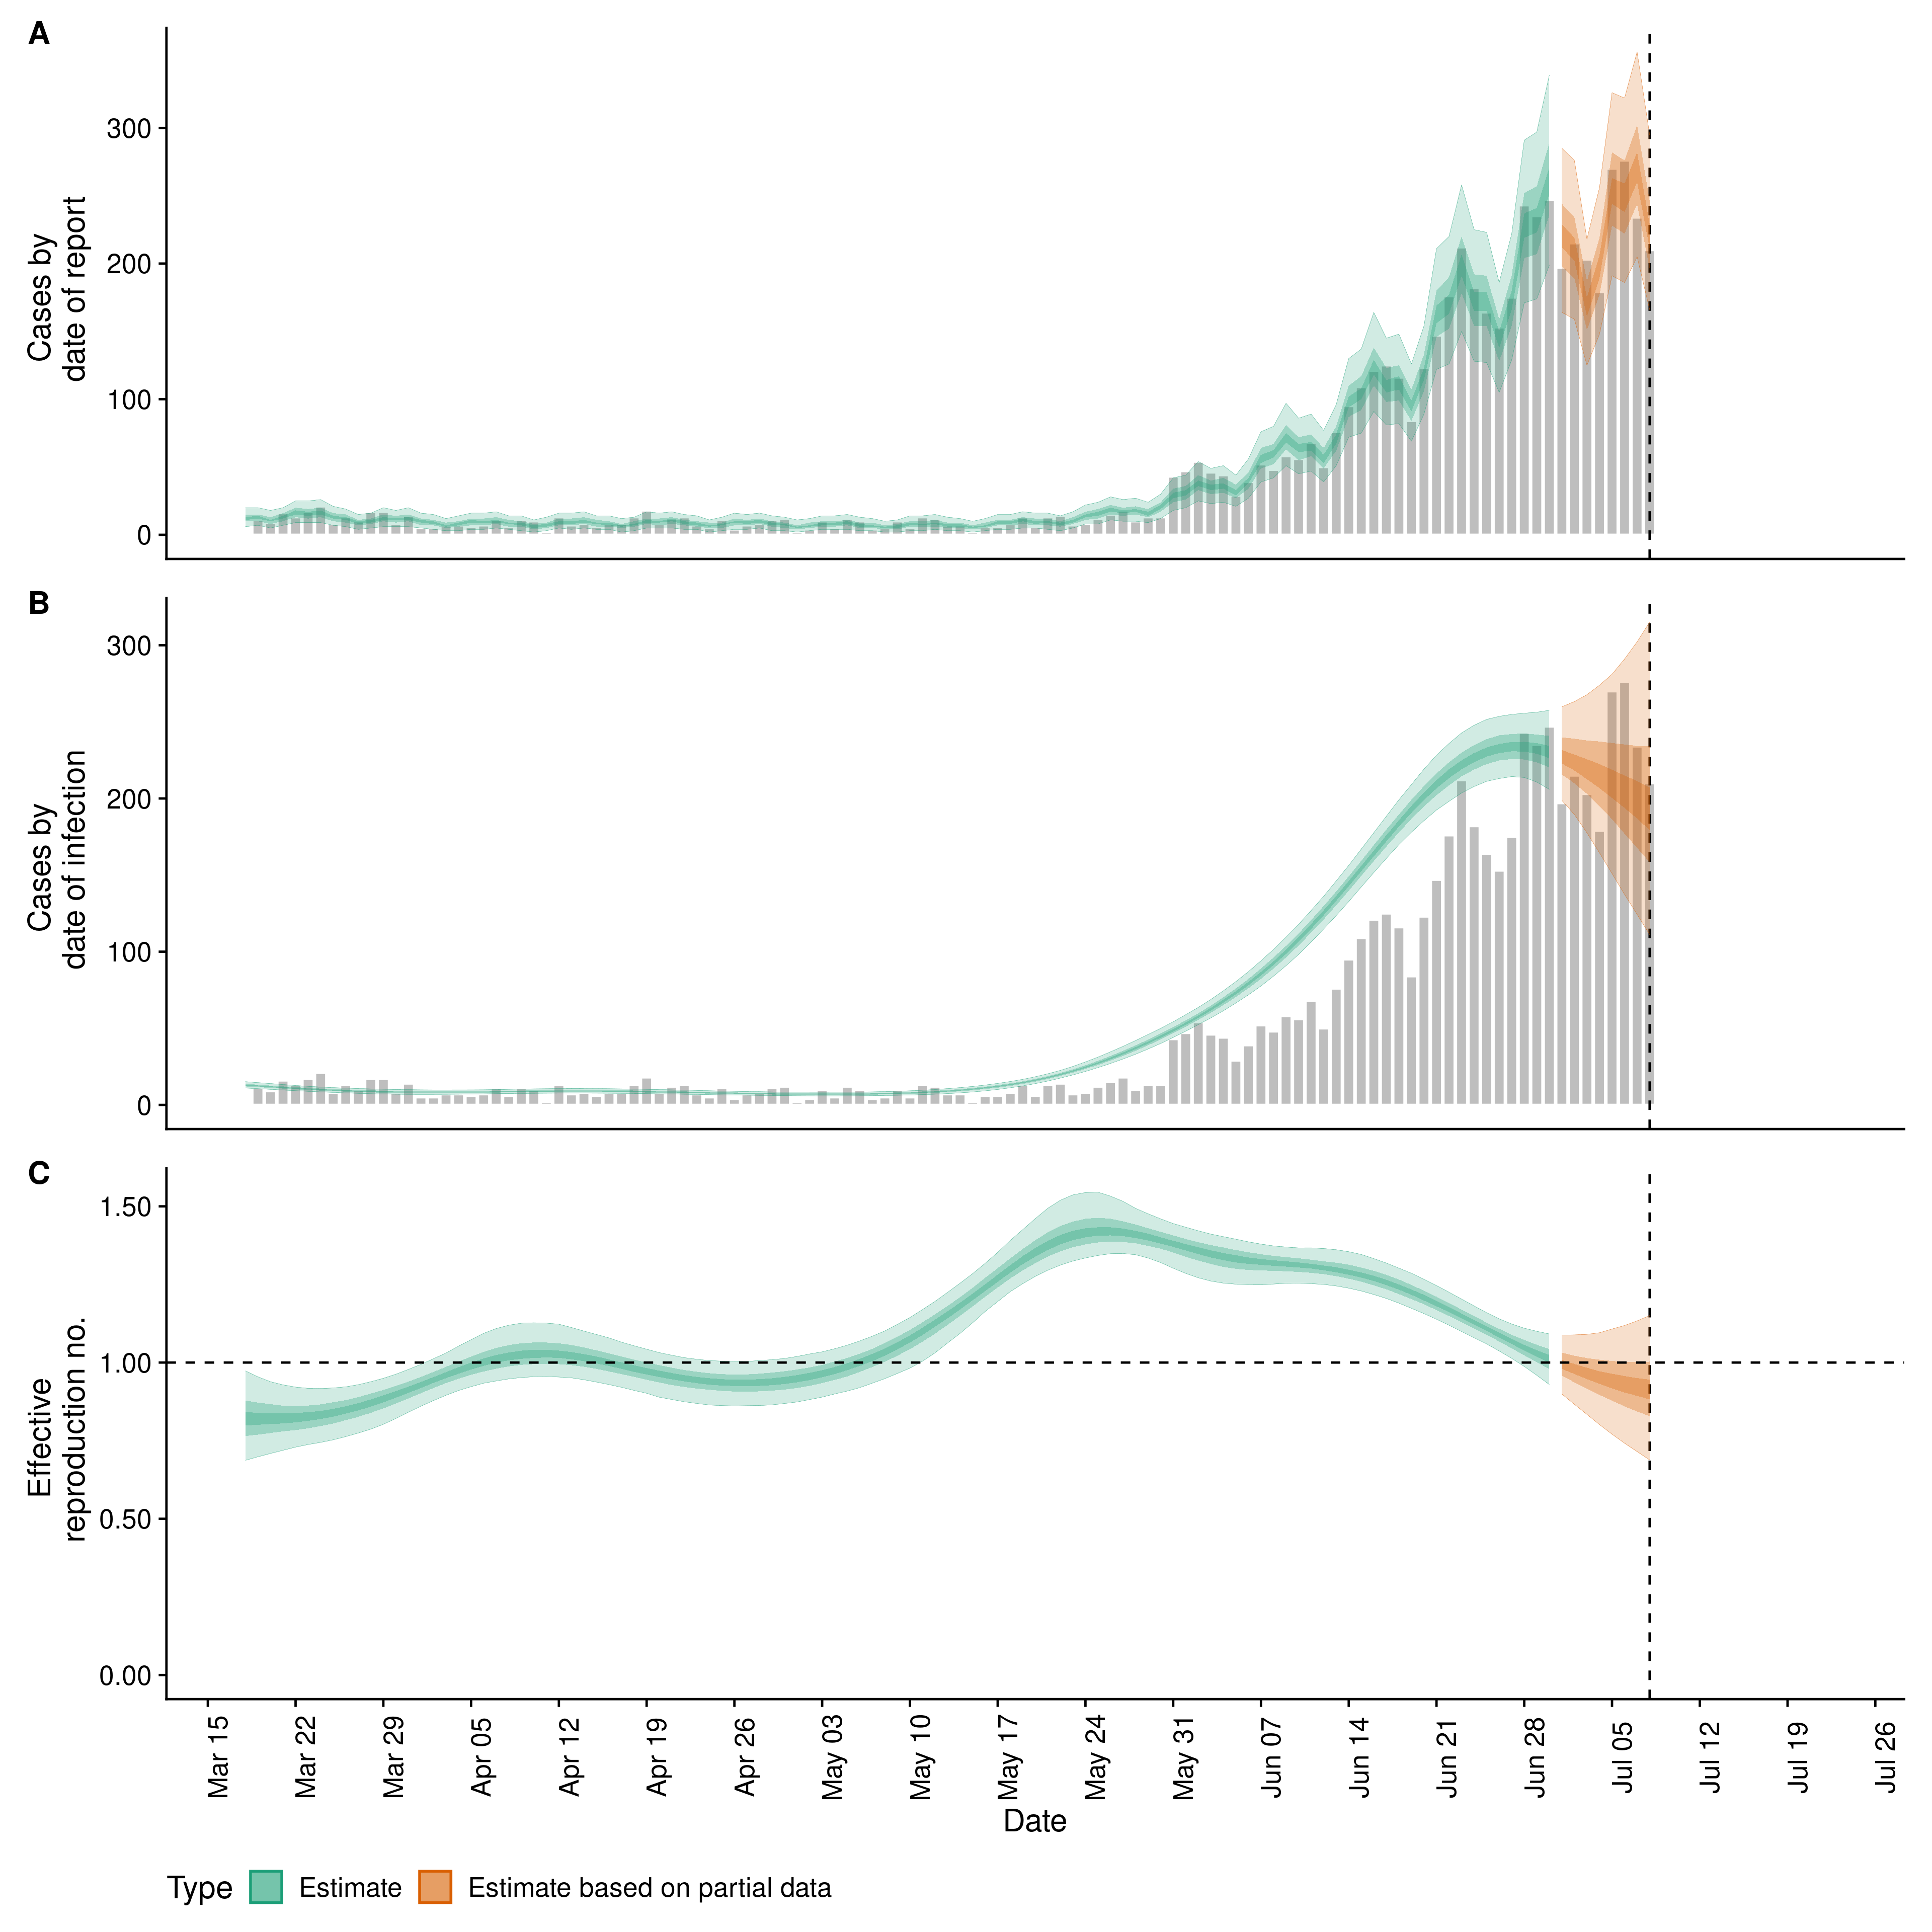 A
Cases by
date of report
300
200
100
0
B
Cases by
date of infection
300
200
100
0
C
Effective
reproduction no.
1.50
1.00
0.50
0.00
Mar 15
Mar 22
Mar 29
Apr 05
Apr 12
Apr 19
Apr 26
May 03
May 10
May 17
May 24
May 31
Jun 07
Jun 14
Jun 21
Jun 28
Jul 05
Jul 12
Jul 19
Jul 26
Date
Type Estimate Estimate based on partial data